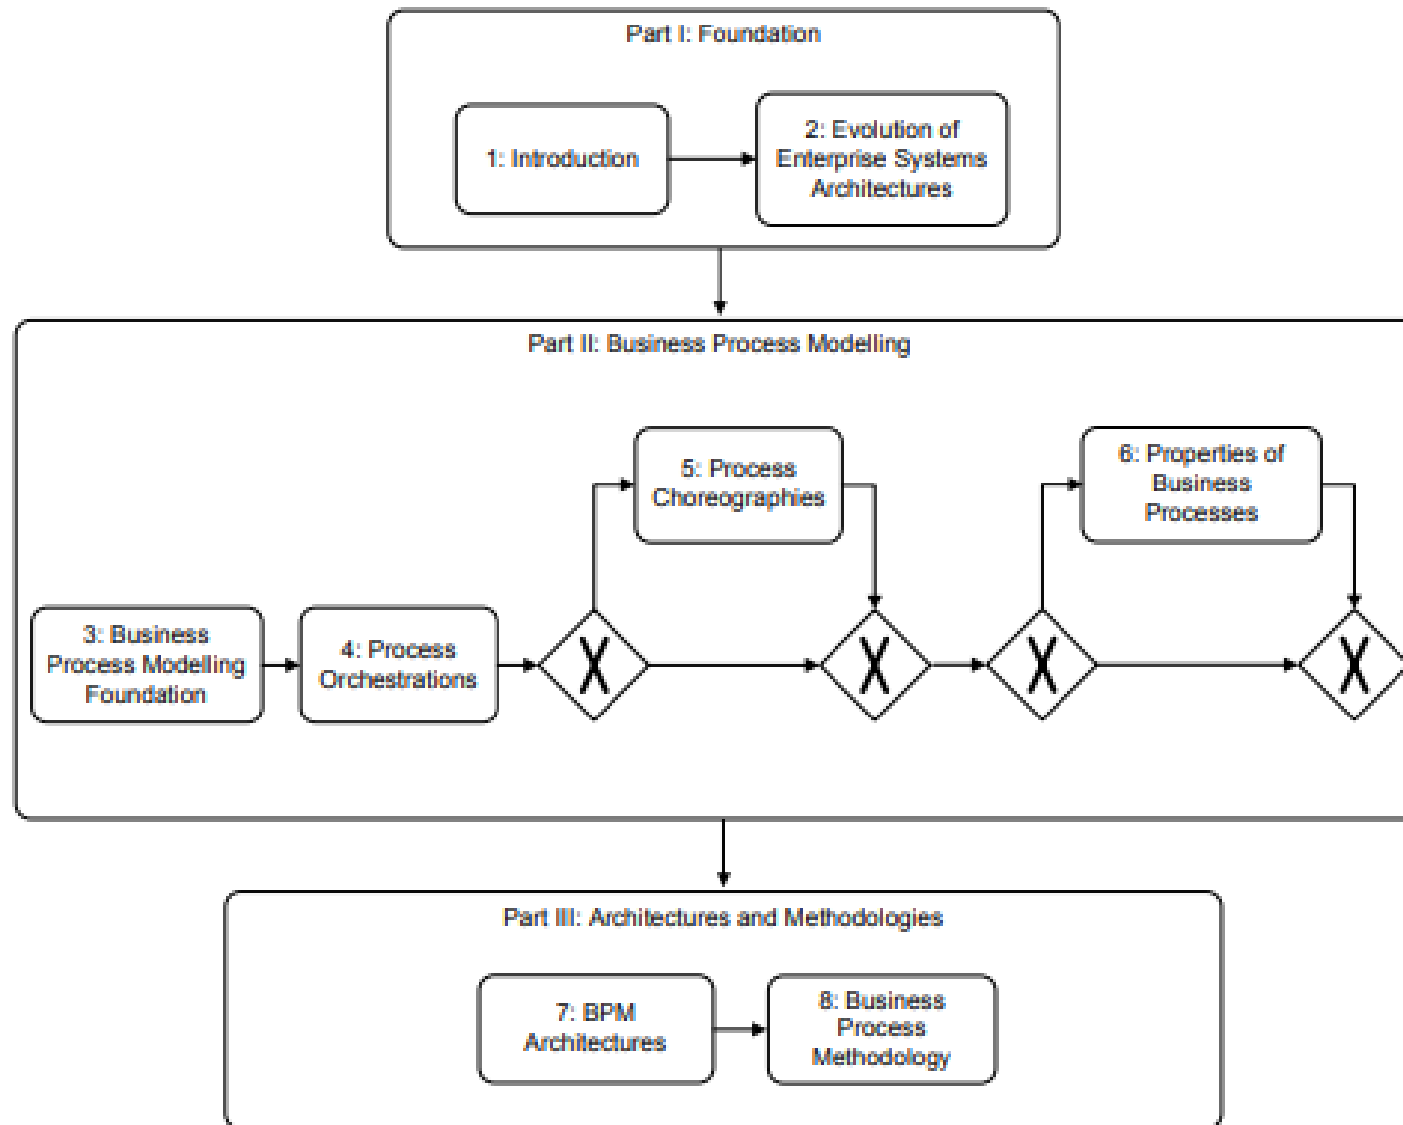 Part I: Foundation
1: Introduction
2: Evolution of
Enterprise Systems
Architectures
Part II: Business Process Modelling
5: Process
Choreographies
6: Properties of
Business
Processes
3: Business
Process Modelling
Foundation
4: Process
Orchestrations
X
X
X
X
Part III: Architectures and Methodologies
7: BPM
Architectures
8: Business
Process
Methodology